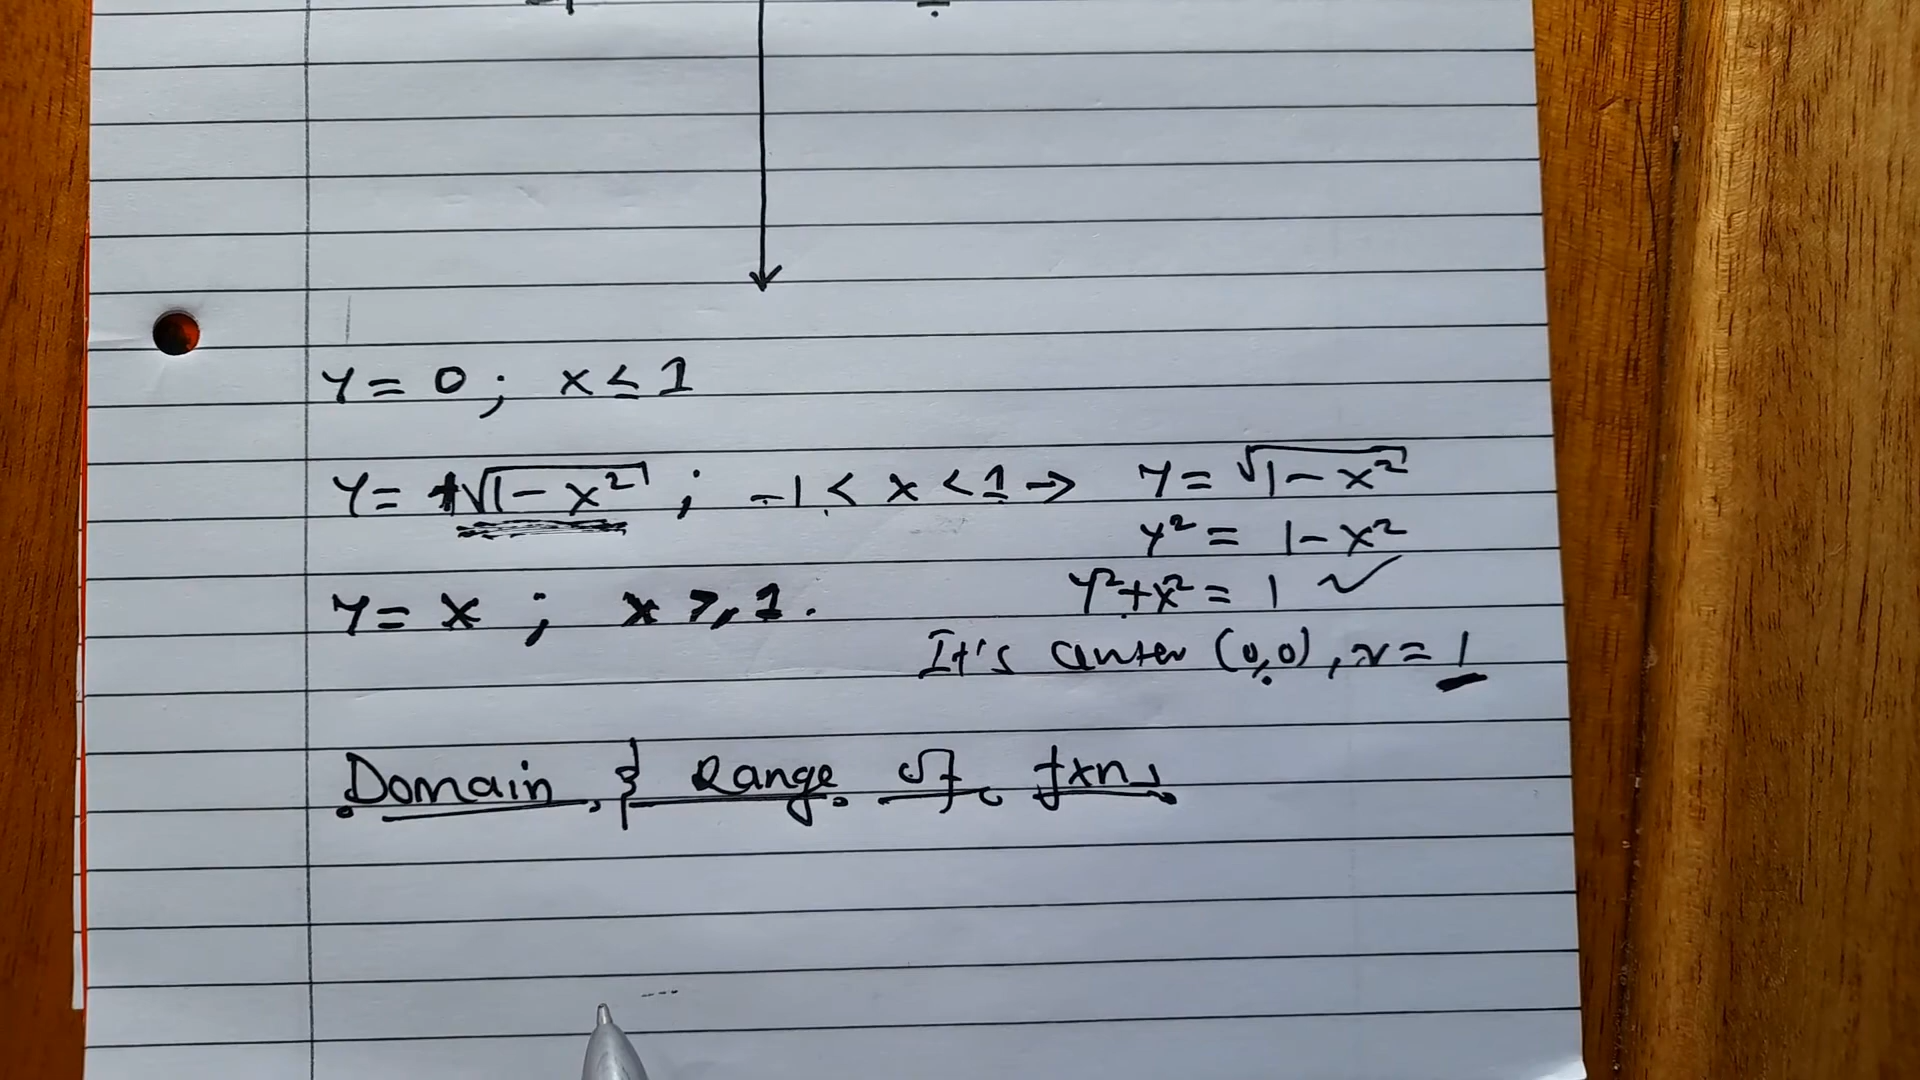 Y = 0 ; x ≤ 1
Y = +√(1 - x²) ; -1 < x < 1 → y = √(1 - x²)
y² = 1 - x²
Y = x ; x ≥ 1.
y² + x² = 1 ✓
It's center (0,0), r = 1
Domain & Range of fxns